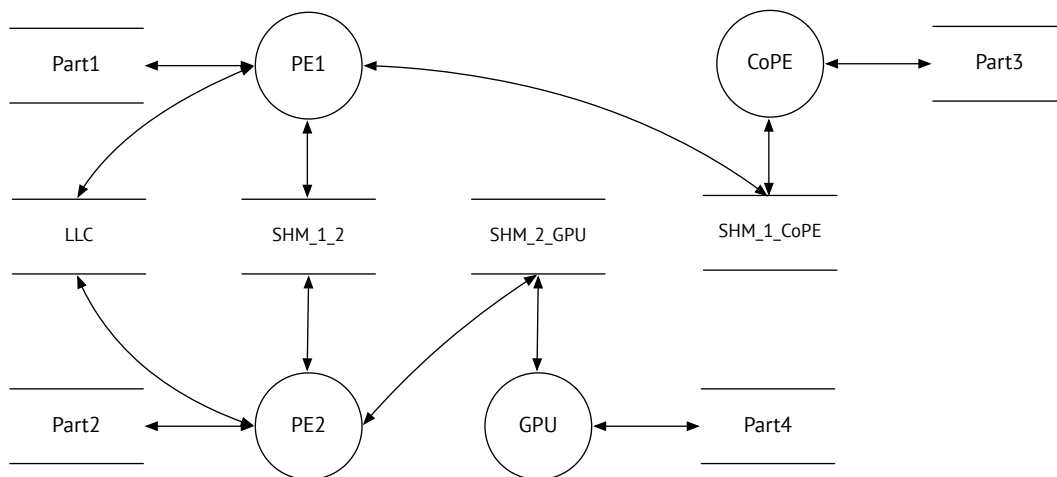 Part1
PE1
CoPE
Part3
LLC
SHM_1_2
SHM_2_GPU
SHM_1_CoPE
Part2
PE2
GPU
Part4